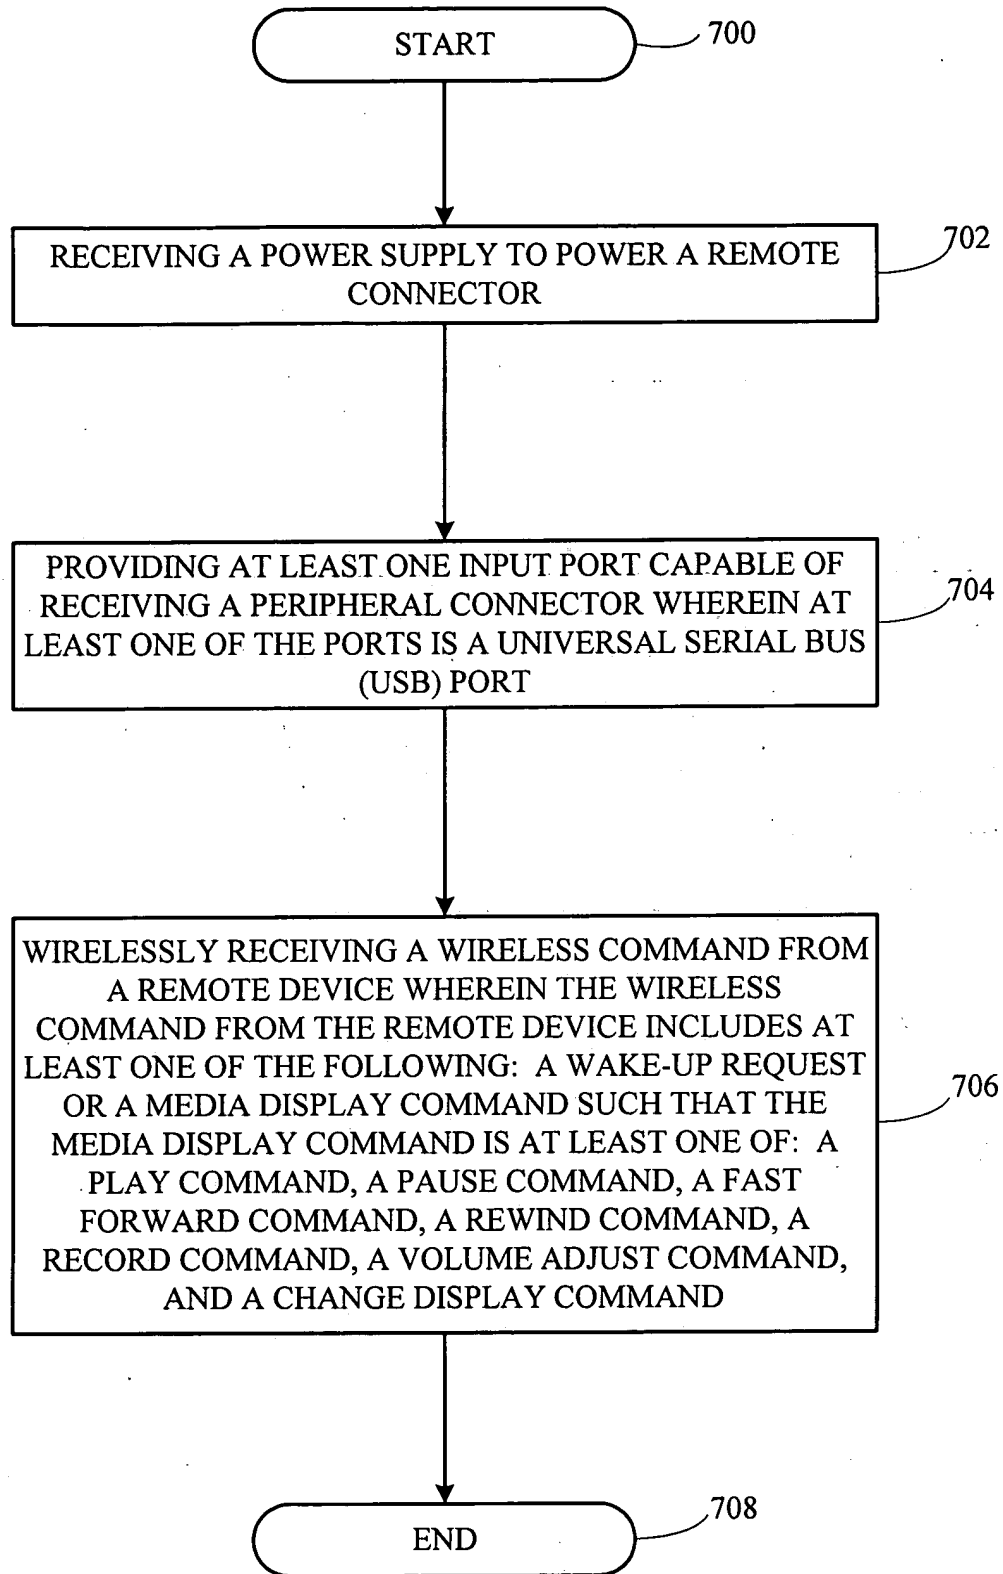 START
700
RECEIVING A POWER SUPPLY TO POWER A REMOTE
CONNECTOR
702
PROVIDING AT LEAST ONE INPUT PORT CAPABLE OF
RECEIVING A PERIPHERAL CONNECTOR WHEREIN AT
LEAST ONE OF THE PORTS IS A UNIVERSAL SERIAL BUS
(USB) PORT
704
WIRELESSLY RECEIVING A WIRELESS COMMAND FROM
A REMOTE DEVICE WHEREIN THE WIRELESS
COMMAND FROM THE REMOTE DEVICE INCLUDES AT
LEAST ONE OF THE FOLLOWING: A WAKE-UP REQUEST
OR A MEDIA DISPLAY COMMAND SUCH THAT THE
MEDIA DISPLAY COMMAND IS AT LEAST ONE OF: A
PLAY COMMAND, A PAUSE COMMAND, A FAST
FORWARD COMMAND, A REWIND COMMAND, A
RECORD COMMAND, A VOLUME ADJUST COMMAND,
AND A CHANGE DISPLAY COMMAND
706
END
708